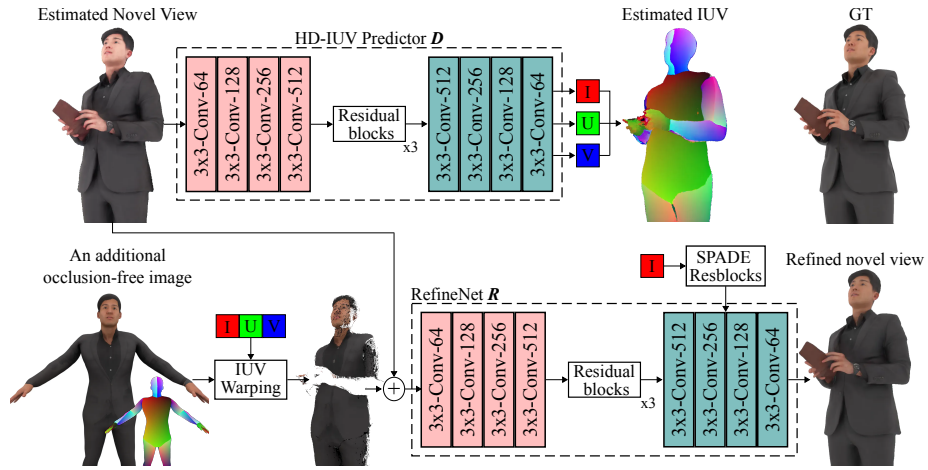 Estimated Novel View
Estimated IUV
GT
HD-IUV Predictor D
3x3-Conv-64
3x3-Conv-128
3x3-Conv-256
3x3-Conv-512
Residual
blocks
x3
3x3-Conv-512
3x3-Conv-256
3x3-Conv-128
3x3-Conv-64
I
U
V
An additional
occlusion-free image
I U V
IUV
Warping
+
RefineNet R
3x3-Conv-64
3x3-Conv-128
3x3-Conv-256
3x3-Conv-512
Residual
blocks
x3
I
SPADE
Resblocks
3x3-Conv-512
3x3-Conv-256
3x3-Conv-128
3x3-Conv-64
Refined novel view